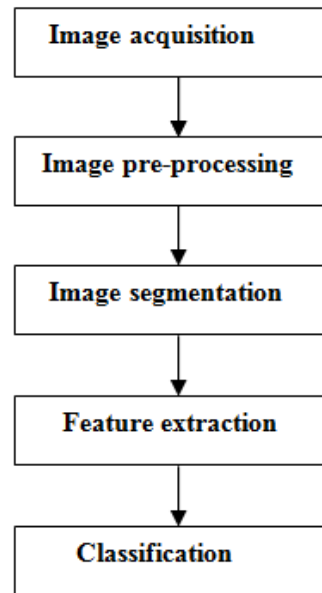 Image acquisition
Image pre-processing
Image segmentation
Feature extraction
Classification